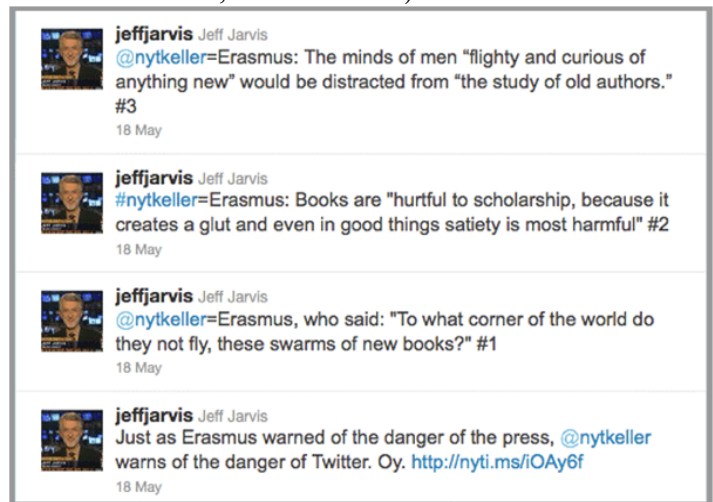 jeffjarvis Jeff Jarvis
@nytkeller=Erasmus: The minds of men “flighty and curious of
anything new” would be distracted from “the study of old authors.”
#3
18 May
jeffjarvis Jeff Jarvis
#nytkeller=Erasmus: Books are "hurtful to scholarship, because it
creates a glut and even in good things satiety is most harmful" #2
18 May
jeffjarvis Jeff Jarvis
@nytkeller=Erasmus, who said: "To what corner of the world do
they not fly, these swarms of new books?" #1
18 May
jeffjarvis Jeff Jarvis
Just as Erasmus warned of the danger of the press, @nytkeller
warns of the danger of Twitter. Oy. http://nyti.ms/iOAy6f
18 May